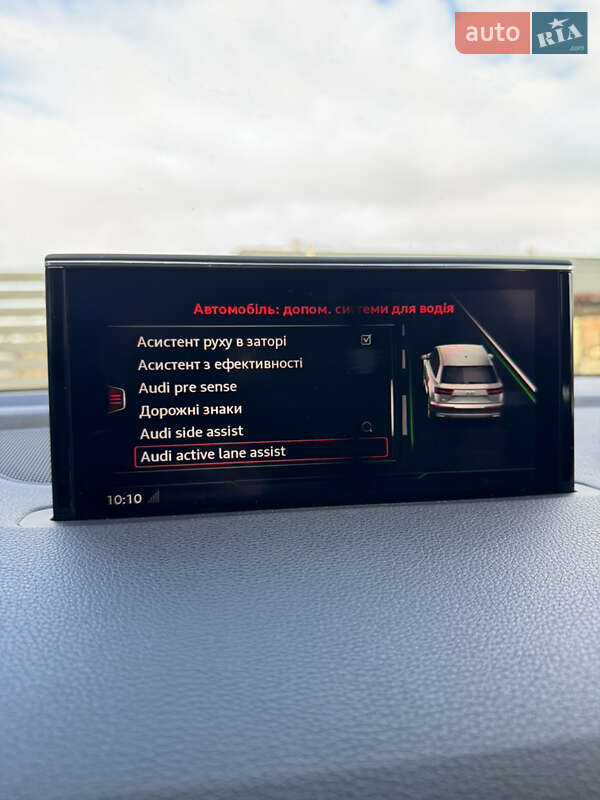 auto RIA .com
Автомобіль: допом. системи для водія
Асистент руху в заторі
Асистент з ефективності
Audi pre sense
Дорожні знаки
Audi side assist
Audi active lane assist
10:10